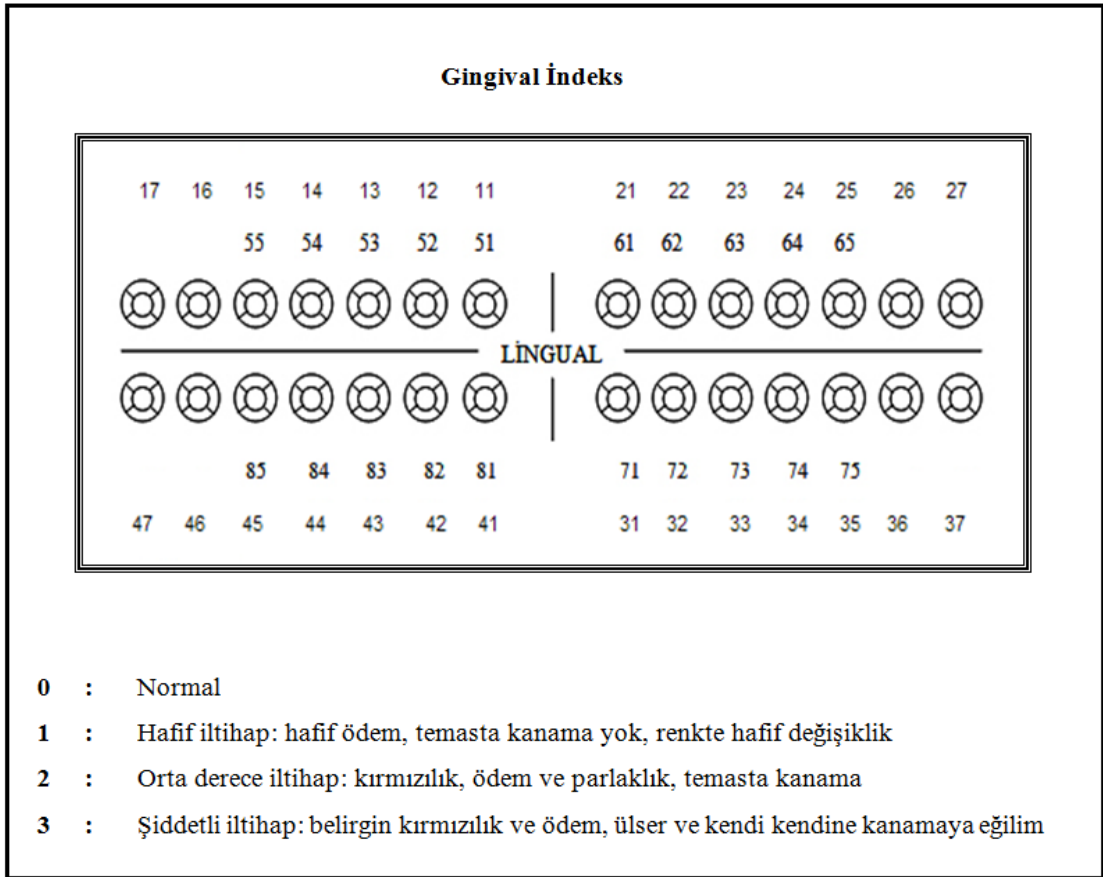 Gingival İndeks
17 16 15 14 13 12 11 21 22 23 24 25 26 27
55 54 53 52 51 61 62 63 64 65
LİNGUAL
85 84 83 82 81 71 72 73 74 75
47 46 45 44 43 42 41 31 32 33 34 35 36 37
0 : Normal
1 : Hafif iltihap: hafif ödem, temasta kanama yok, renkte hafif değişiklik
2 : Orta derece iltihap: kırmızılık, ödem ve parlaklık, temasta kanama
3 : Şiddetli iltihap: belirgin kırmızılık ve ödem, ülser ve kendi kendine kanamaya eğilim